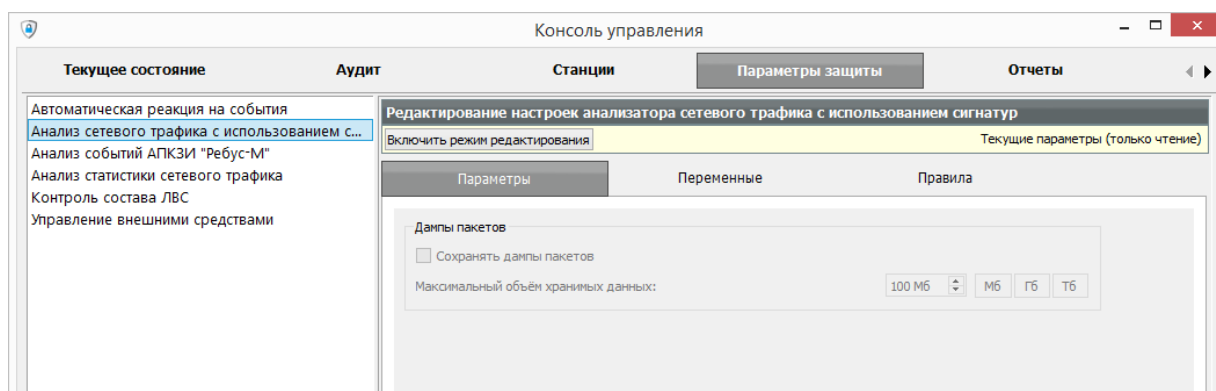 Консоль управления
Текущее состояние Аудит Станции Параметры защиты Отчеты
Автоматическая реакция на события
Анализ сетевого трафика с использованием с...
Анализ событий АПКЗИ "Ребус-М"
Анализ статистики сетевого трафика
Контроль состава ЛВС
Управление внешними средствами
Редактирование настроек анализатора сетевого трафика с использованием сигнатур
Включить режим редактирования Текущие параметры (только чтение)
Параметры Переменные Правила
Дампы пакетов
Сохранять дампы пакетов
Максимальный объём хранимых данных: 100 Мб Мб Гб Тб